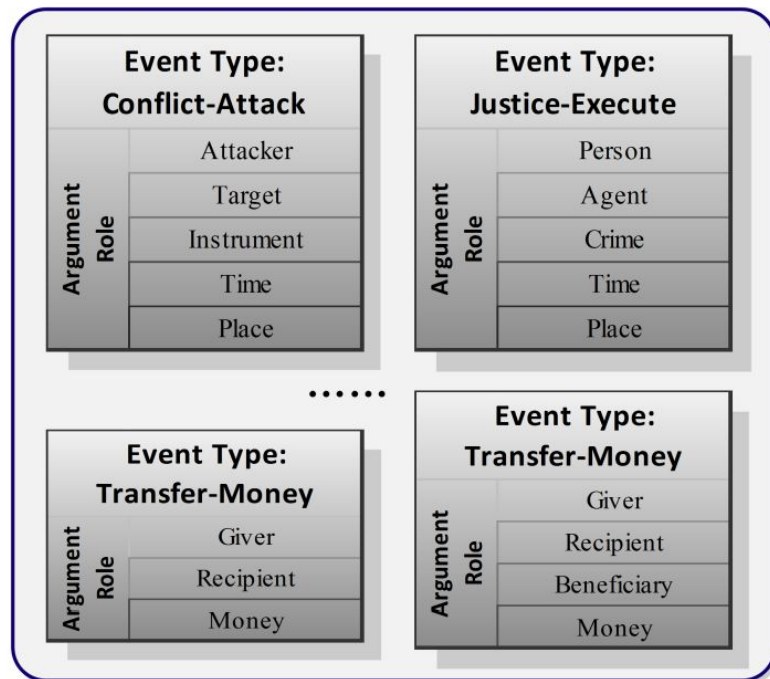 Event Type:
Conflict-Attack
Argument
Role
Attacker
Target
Instrument
Time
Place
Event Type:
Justice-Execute
Argument
Role
Person
Agent
Crime
Time
Place
......
Event Type:
Transfer-Money
Argument
Role
Giver
Recipient
Money
Event Type:
Transfer-Money
Argument
Role
Giver
Recipient
Beneficiary
Money